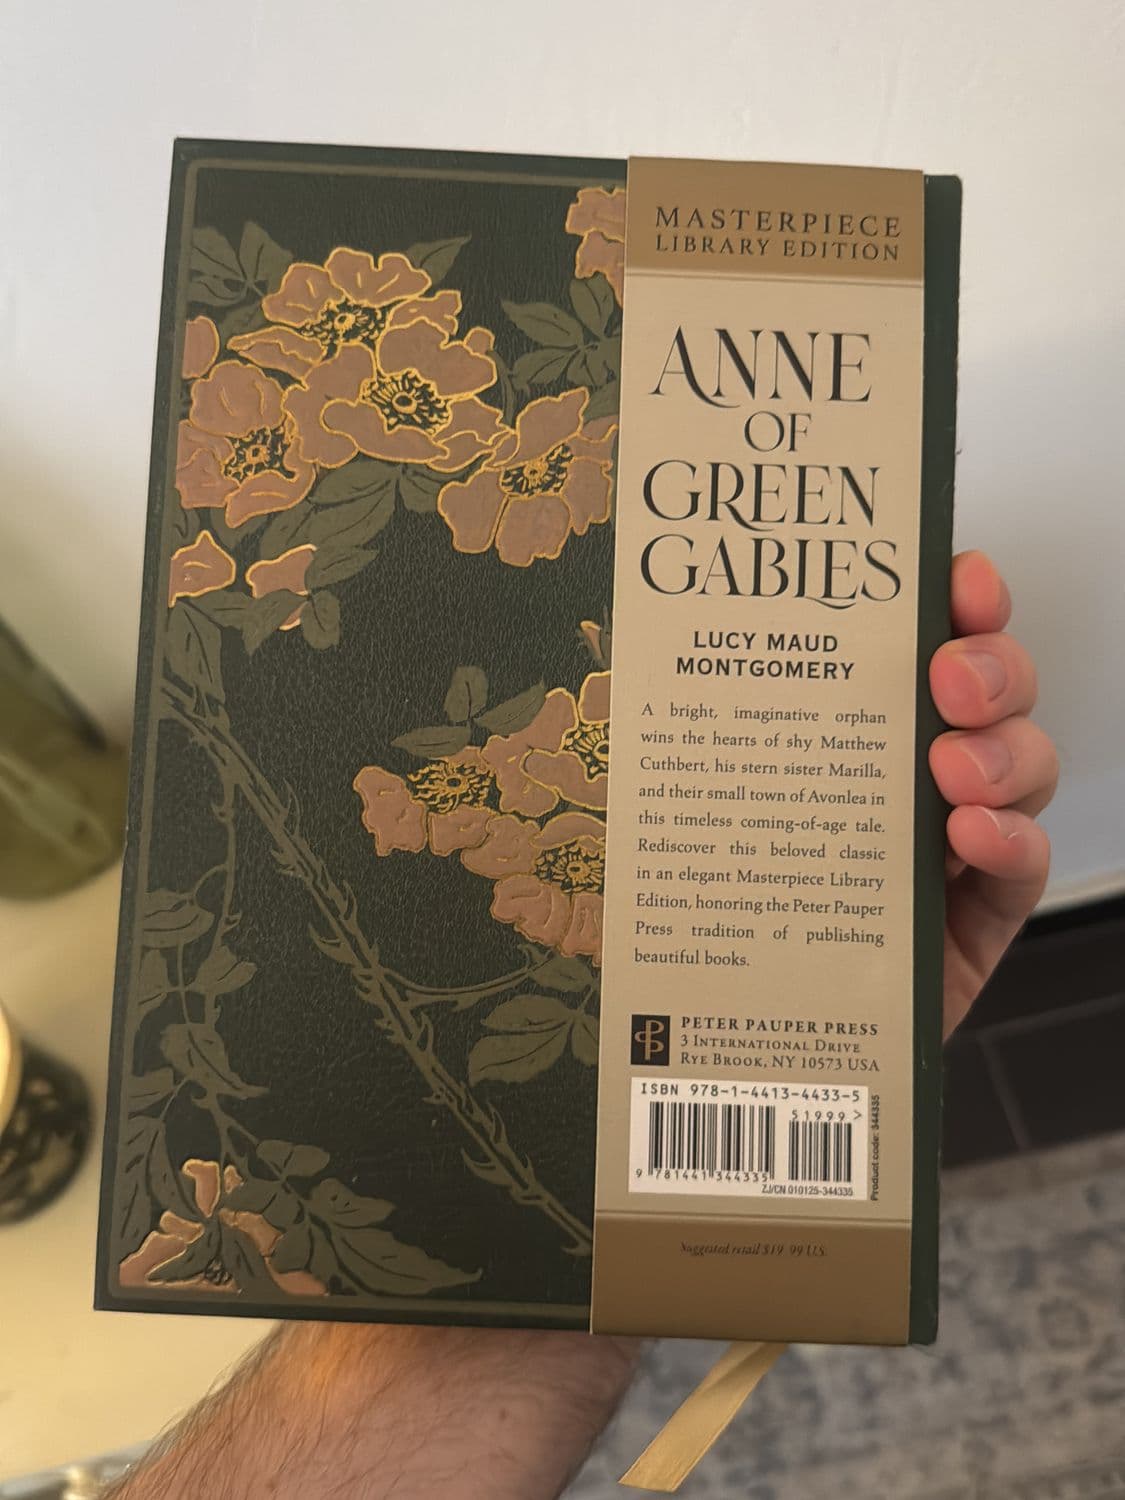 MASTERPIECE
LIBRARY EDITION
ANNE
OF
GREEN
GABLES
LUCY MAUD
MONTGOMERY
A bright, imaginative orphan
wins the hearts of shy Matthew
Cuthbert, his stern sister Marilla,
and their small town of Avonlea in
this timeless coming-of-age tale.
Rediscover this beloved classic
in an elegant Masterpiece Library
Edition, honoring the Peter Pauper
Press tradition of publishing
beautiful books.
PETER PAUPER PRESS
3 INTERNATIONAL DRIVE
RYE BROOK, NY 10573 USA
ISBN 978-1-4413-4433-5
51999>
9 781441 344335
ZJ/CN 010125-344335
Product code: 344335
Suggested retail $19.99 U.S.